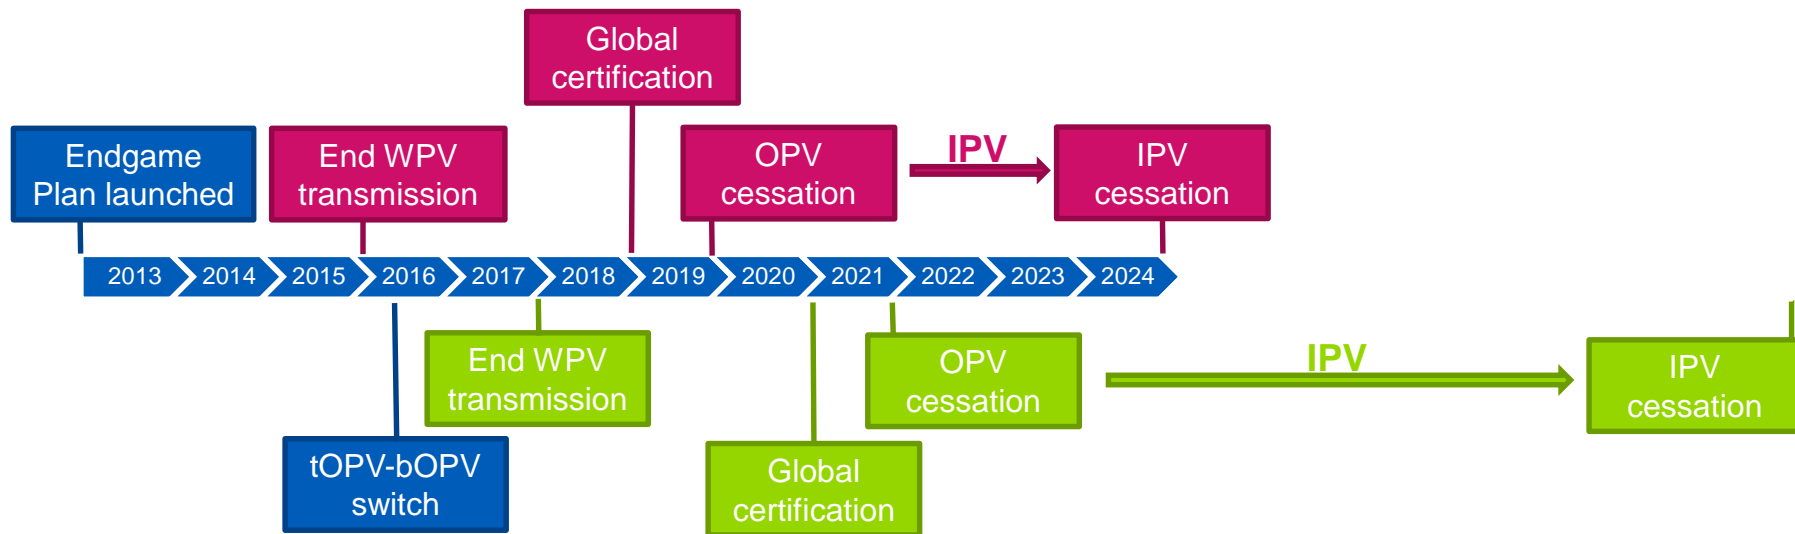 Global
certification
Endgame
Plan launched
End WPV
transmission
OPV
cessation
IPV
IPV
cessation
2013 2014 2015 2016 2017 2018 2019 2020 2021 2022 2023 2024
End WPV
transmission
OPV
cessation
IPV
IPV
cessation
tOPV-bOPV
switch
Global
certification